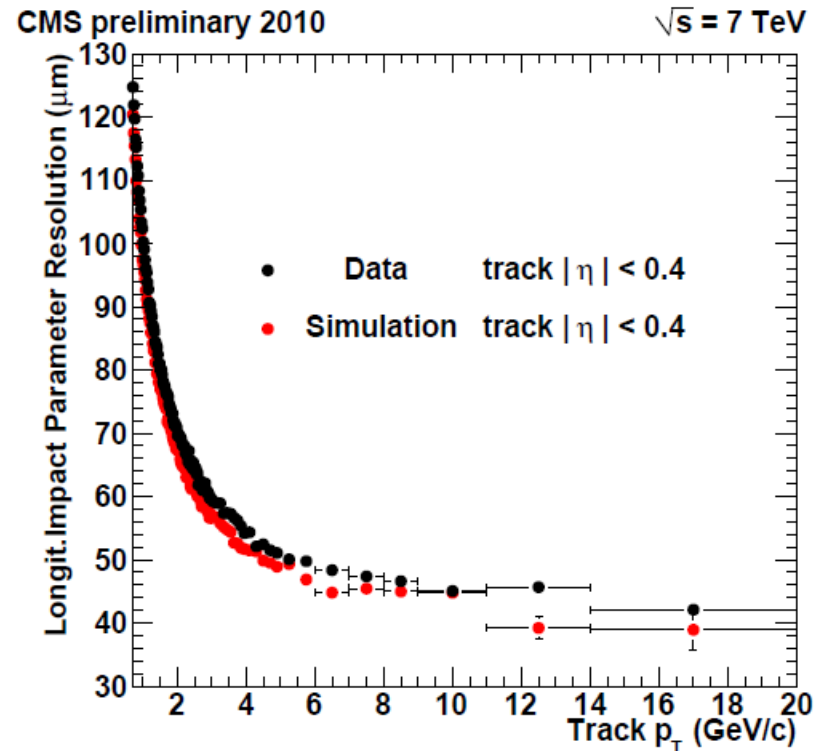 CMS preliminary 2010 √s = 7 TeV
Longit.Impact Parameter Resolution (μm)
130
120
110
100
90
80
70
60
50
40
30
Data track | η | < 0.4
Simulation track | η | < 0.4
2 4 6 8 10 12 14 16 18 20
Track p_T (GeV/c)